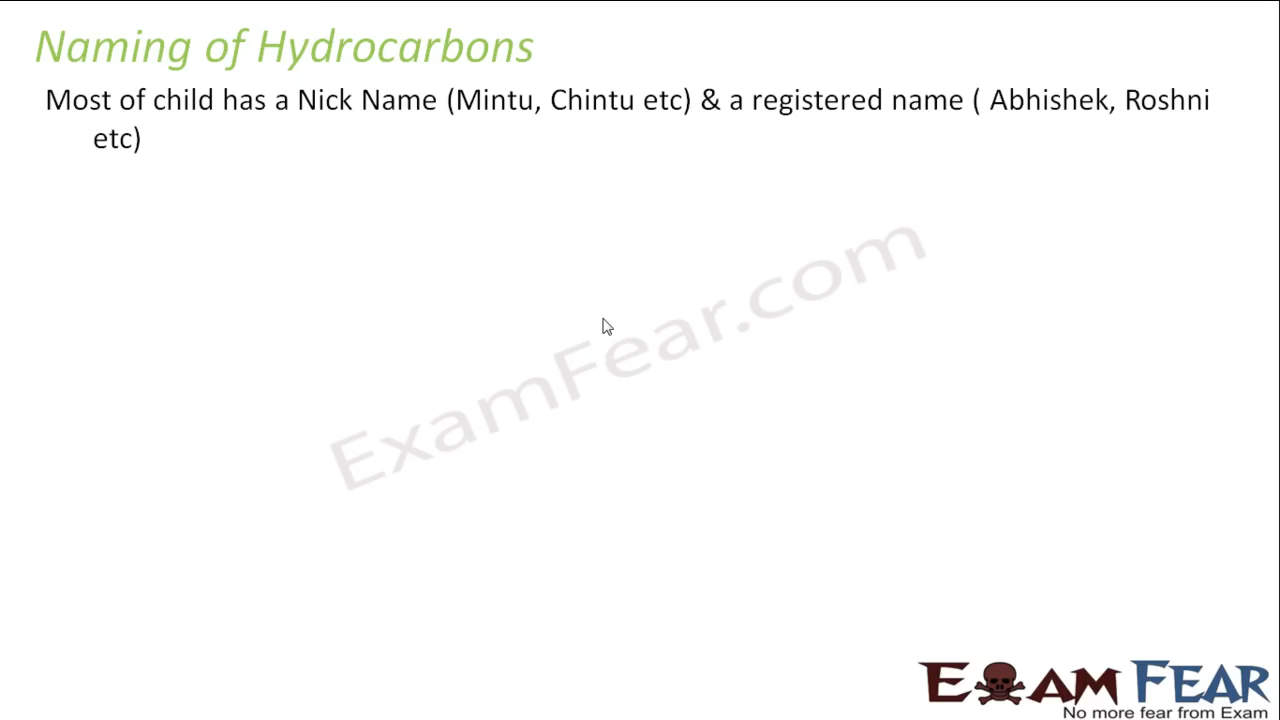 Naming of Hydrocarbons
Most of child has a Nick Name (Mintu, Chintu etc) & a registered name ( Abhishek, Roshni
etc)
ExamFear.com
EXAM FEAR
No more fear from Exam